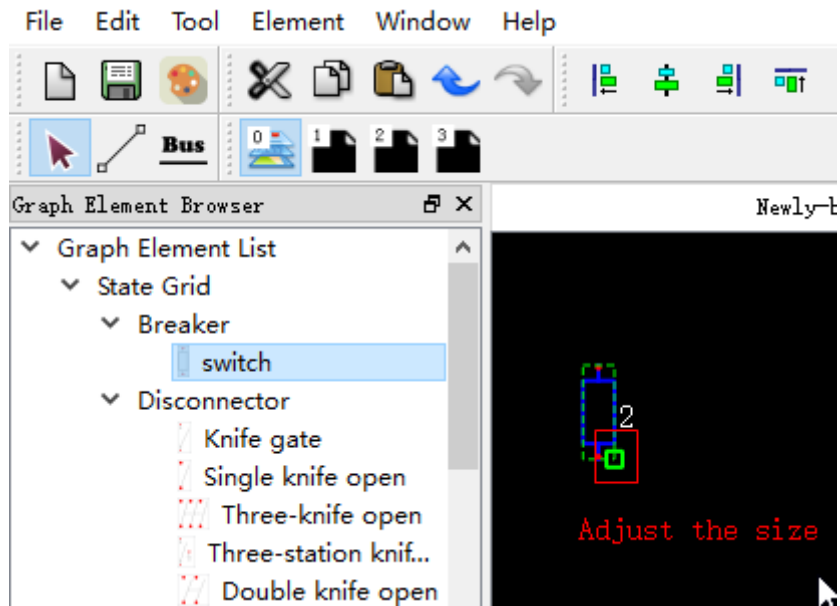 File Edit Tool Element Window Help
Bus 0 1 2 3
Graph Element Browser
Newly-b
Graph Element List
State Grid
Breaker
switch
Disconnector
Knife gate
Single knife open
Three-knife open
Three-station knif...
Double knife open
2
Adjust the size